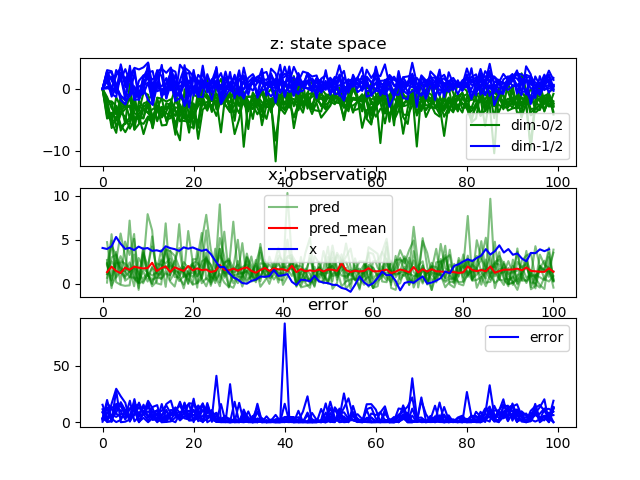 z: state space
0
−10
dim-0/2
dim-1/2
0 20 40 60 80 100
x: observation
10
5
0
pred
pred_mean
x
0 20 40 60 80 100
error
50
0
error
0 20 40 60 80 100